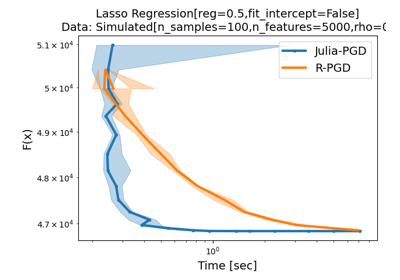 Lasso Regression[reg=0.5,fit_intercept=False]
Data: Simulated[n_samples=100,n_features=5000,rho=0
Julia-PGD
R-PGD
F(x)
5.1 × 10⁴
5 × 10⁴
4.9 × 10⁴
4.8 × 10⁴
4.7 × 10⁴
10⁰
Time [sec]